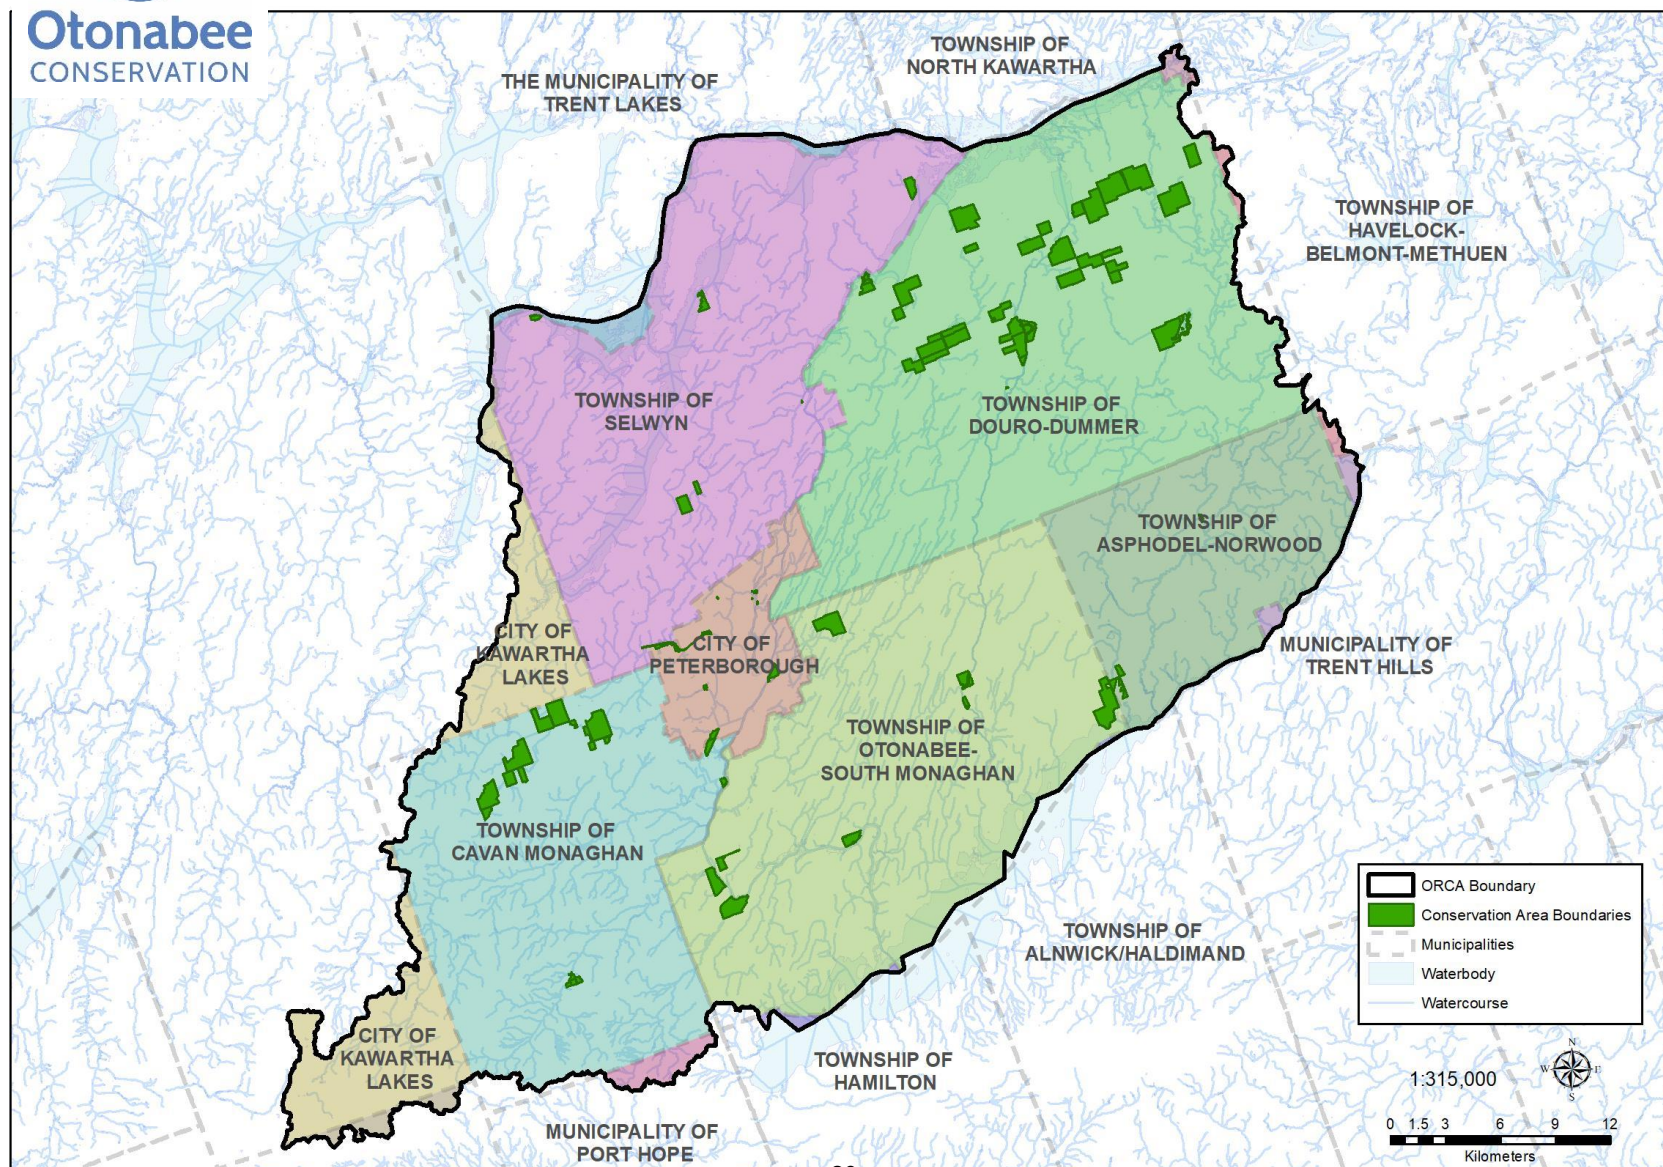 Otonabee
CONSERVATION
THE MUNICIPALITY OF
TRENT LAKES
TOWNSHIP OF
NORTH KAWARTHA
TOWNSHIP OF
HAVELOCK-
BELMONT-METHUEN
TOWNSHIP OF
SELWYN
TOWNSHIP OF
DOURO-DUMMER
TOWNSHIP OF
ASPHODEL-NORWOOD
CITY OF
KAWARTHA
LAKES
CITY OF
PETERBOROUGH
MUNICIPALITY OF
TRENT HILLS
TOWNSHIP OF
OTONABEE-
SOUTH MONAGHAN
TOWNSHIP OF
CAVAN MONAGHAN
TOWNSHIP OF
ALNWICK/HALDIMAND
CITY OF
KAWARTHA
LAKES
TOWNSHIP OF
HAMILTON
MUNICIPALITY OF
PORT HOPE
ORCA Boundary
Conservation Area Boundaries
Municipalities
Waterbody
Watercourse
1:315,000
N
W E
S
0 1.5 3 6 9 12
Kilometers